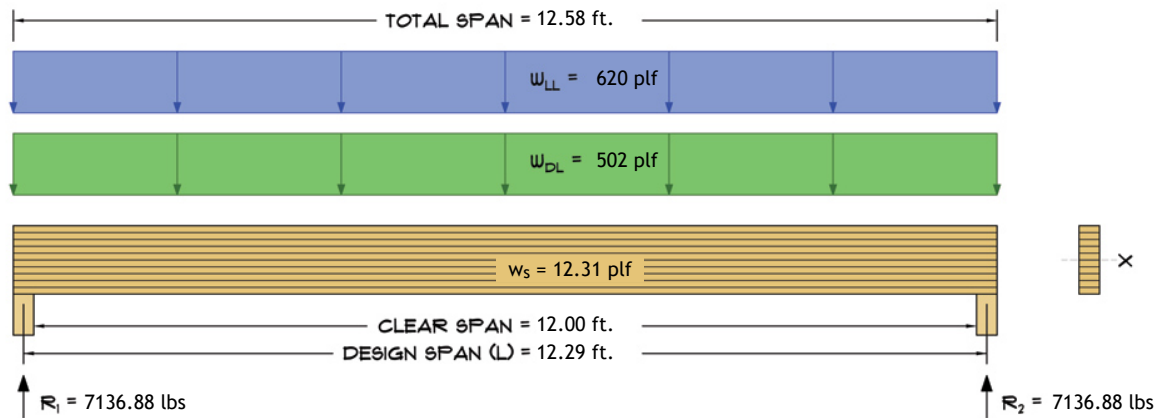 TOTAL SPAN = 12.58 ft.
wLL = 620 plf
wDL = 502 plf
ws = 12.31 plf
X
CLEAR SPAN = 12.00 ft.
DESIGN SPAN (L) = 12.29 ft.
R1 = 7136.88 lbs
R2 = 7136.88 lbs